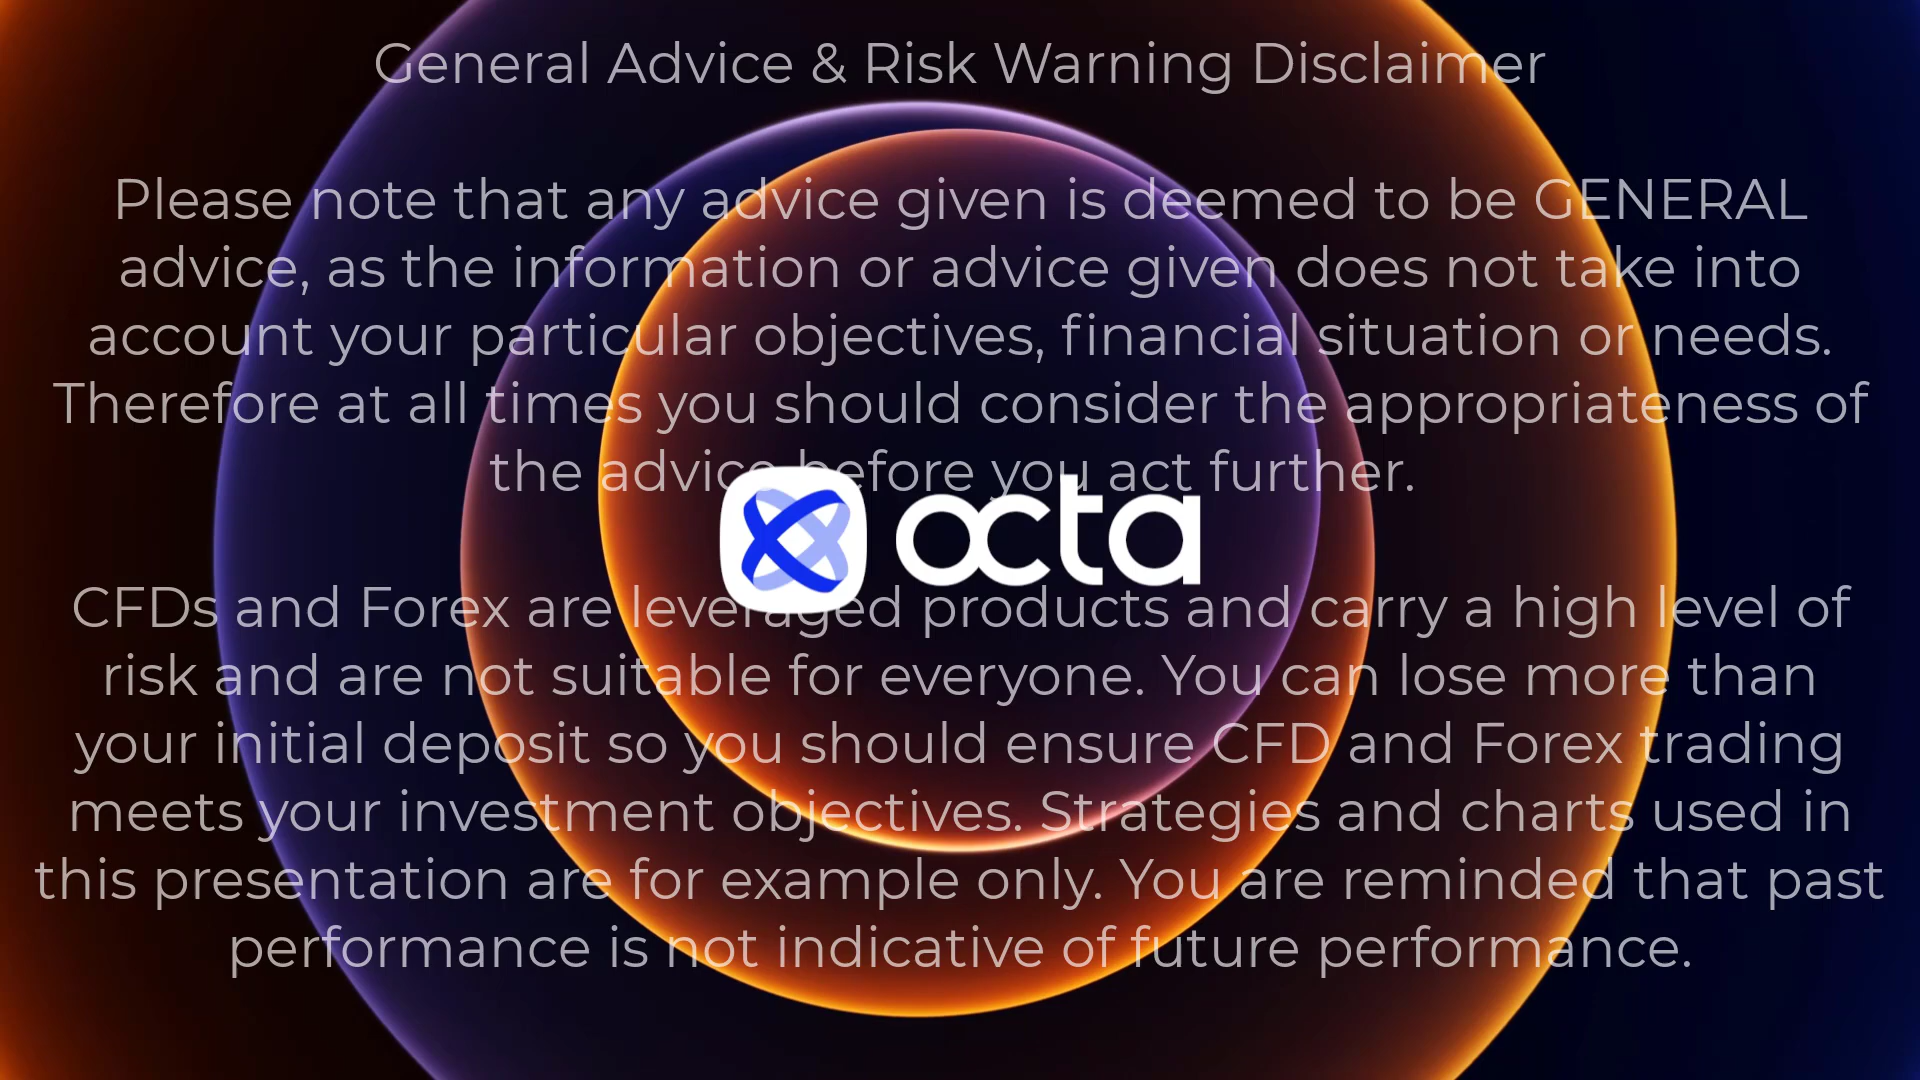 General Advice & Risk Warning Disclaimer
Please note that any advice given is deemed to be GENERAL
advice, as the information or advice given does not take into
account your particular objectives, financial situation or needs.
Therefore at all times you should consider the appropriateness of
the advice before you act further.
octa
CFDs and Forex are leveraged products and carry a high level of
risk and are not suitable for everyone. You can lose more than
your initial deposit so you should ensure CFD and Forex trading
meets your investment objectives. Strategies and charts used in
this presentation are for example only. You are reminded that past
performance is not indicative of future performance.